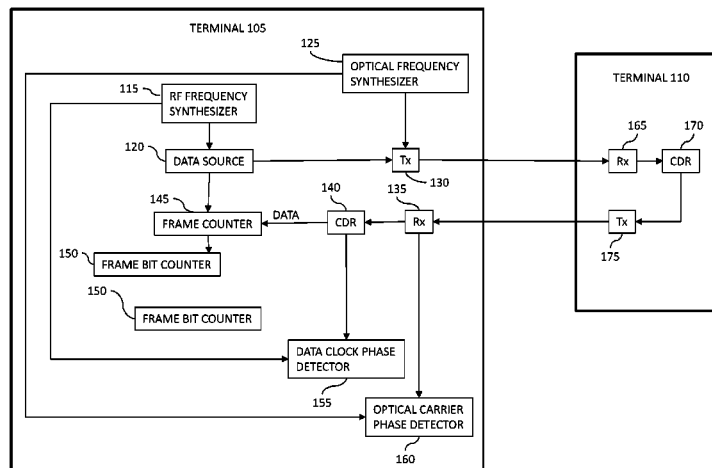 TERMINAL 105
125
OPTICAL FREQUENCY
SYNTHESIZER
115
RF FREQUENCY
SYNTHESIZER
120
DATA SOURCE
Tx
130
145
FRAME COUNTER
DATA
140
CDR
135
Rx
150
FRAME BIT COUNTER
150
FRAME BIT COUNTER
DATA CLOCK PHASE
DETECTOR
155
OPTICAL CARRIER
PHASE DETECTOR
160
TERMINAL 110
165
Rx
170
CDR
Tx
175